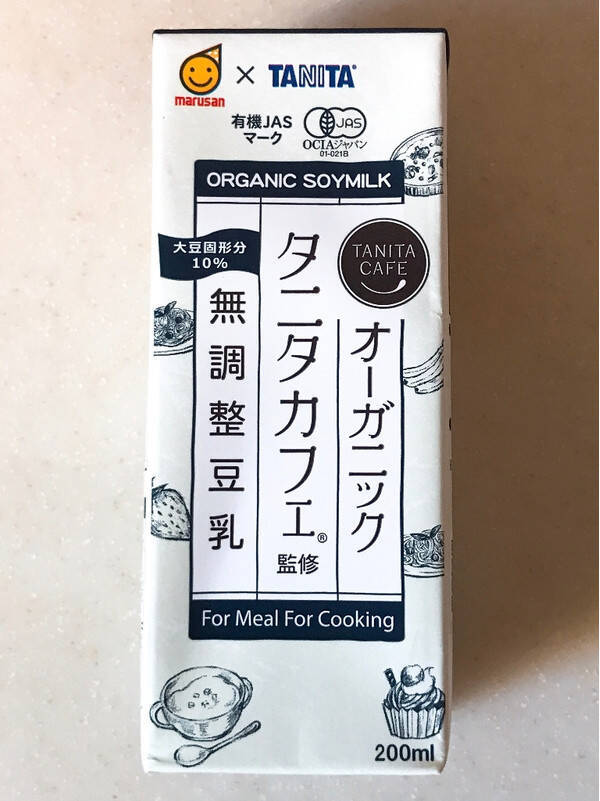 marusan
×
TANITA®
有機JAS
マーク
JAS
OCIAジャパン
01-021B
ORGANIC SOYMILK
TANITA
CAFE
オーガニック
タニタカフェ®
監修
大豆固形分
10%
無調整豆乳
For Meal For Cooking
200ml